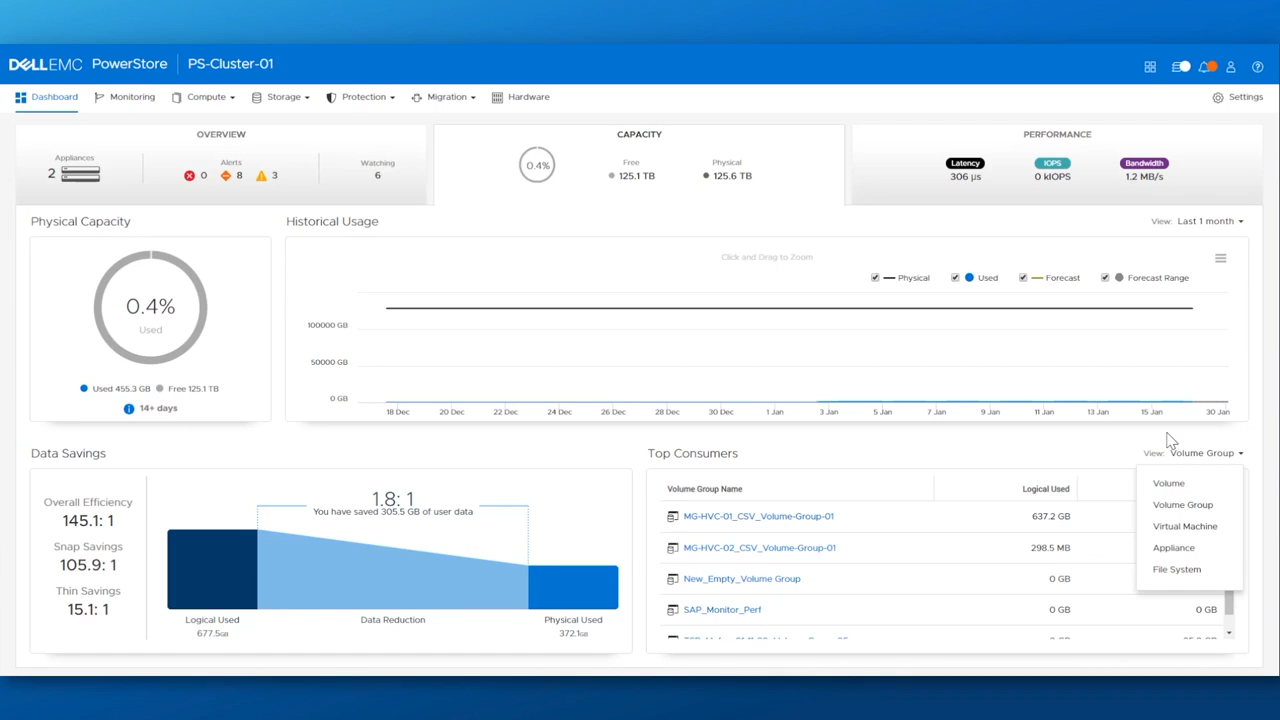 DELLEMC PowerStore PS-Cluster-01
Dashboard Monitoring Compute Storage Protection Migration Hardware Settings
OVERVIEW
Appliances
2
Alerts
0 8 3
Watching
6
CAPACITY
0.4%
Free
125.1 TB
Physical
125.6 TB
PERFORMANCE
Latency
306 µs
IOPS
0 kIOPS
Bandwidth
1.2 MB/s
Physical Capacity
0.4%
Used
Used 455.3 GB Free 125.1 TB
14+ days
Historical Usage
View: Last 1 month
Click and Drag to Zoom
Physical Used Forecast Forecast Range
100000 GB
50000 GB
0 GB
18 Dec 20 Dec 22 Dec 24 Dec 26 Dec 28 Dec 30 Dec 1 Jan 3 Jan 5 Jan 7 Jan 9 Jan 11 Jan 13 Jan 15 Jan 30 Jan
Data Savings
Overall Efficiency
145.1: 1
Snap Savings
105.9: 1
Thin Savings
15.1: 1
1.8: 1
You have saved 305.5 GB of user data
Logical Used
677.5GB
Data Reduction
Physical Used
372.1GB
Top Consumers
View: Volume Group
Volume Group Name Logical Used
MG-HVC-01_CSV_Volume-Group-01 637.2 GB
MG-HVC-02_CSV_Volume-Group-01 298.5 MB
New_Empty_Volume Group 0 GB
SAP_Monitor_Perf 0 GB 0 GB
Volume
Volume Group
Virtual Machine
Appliance
File System